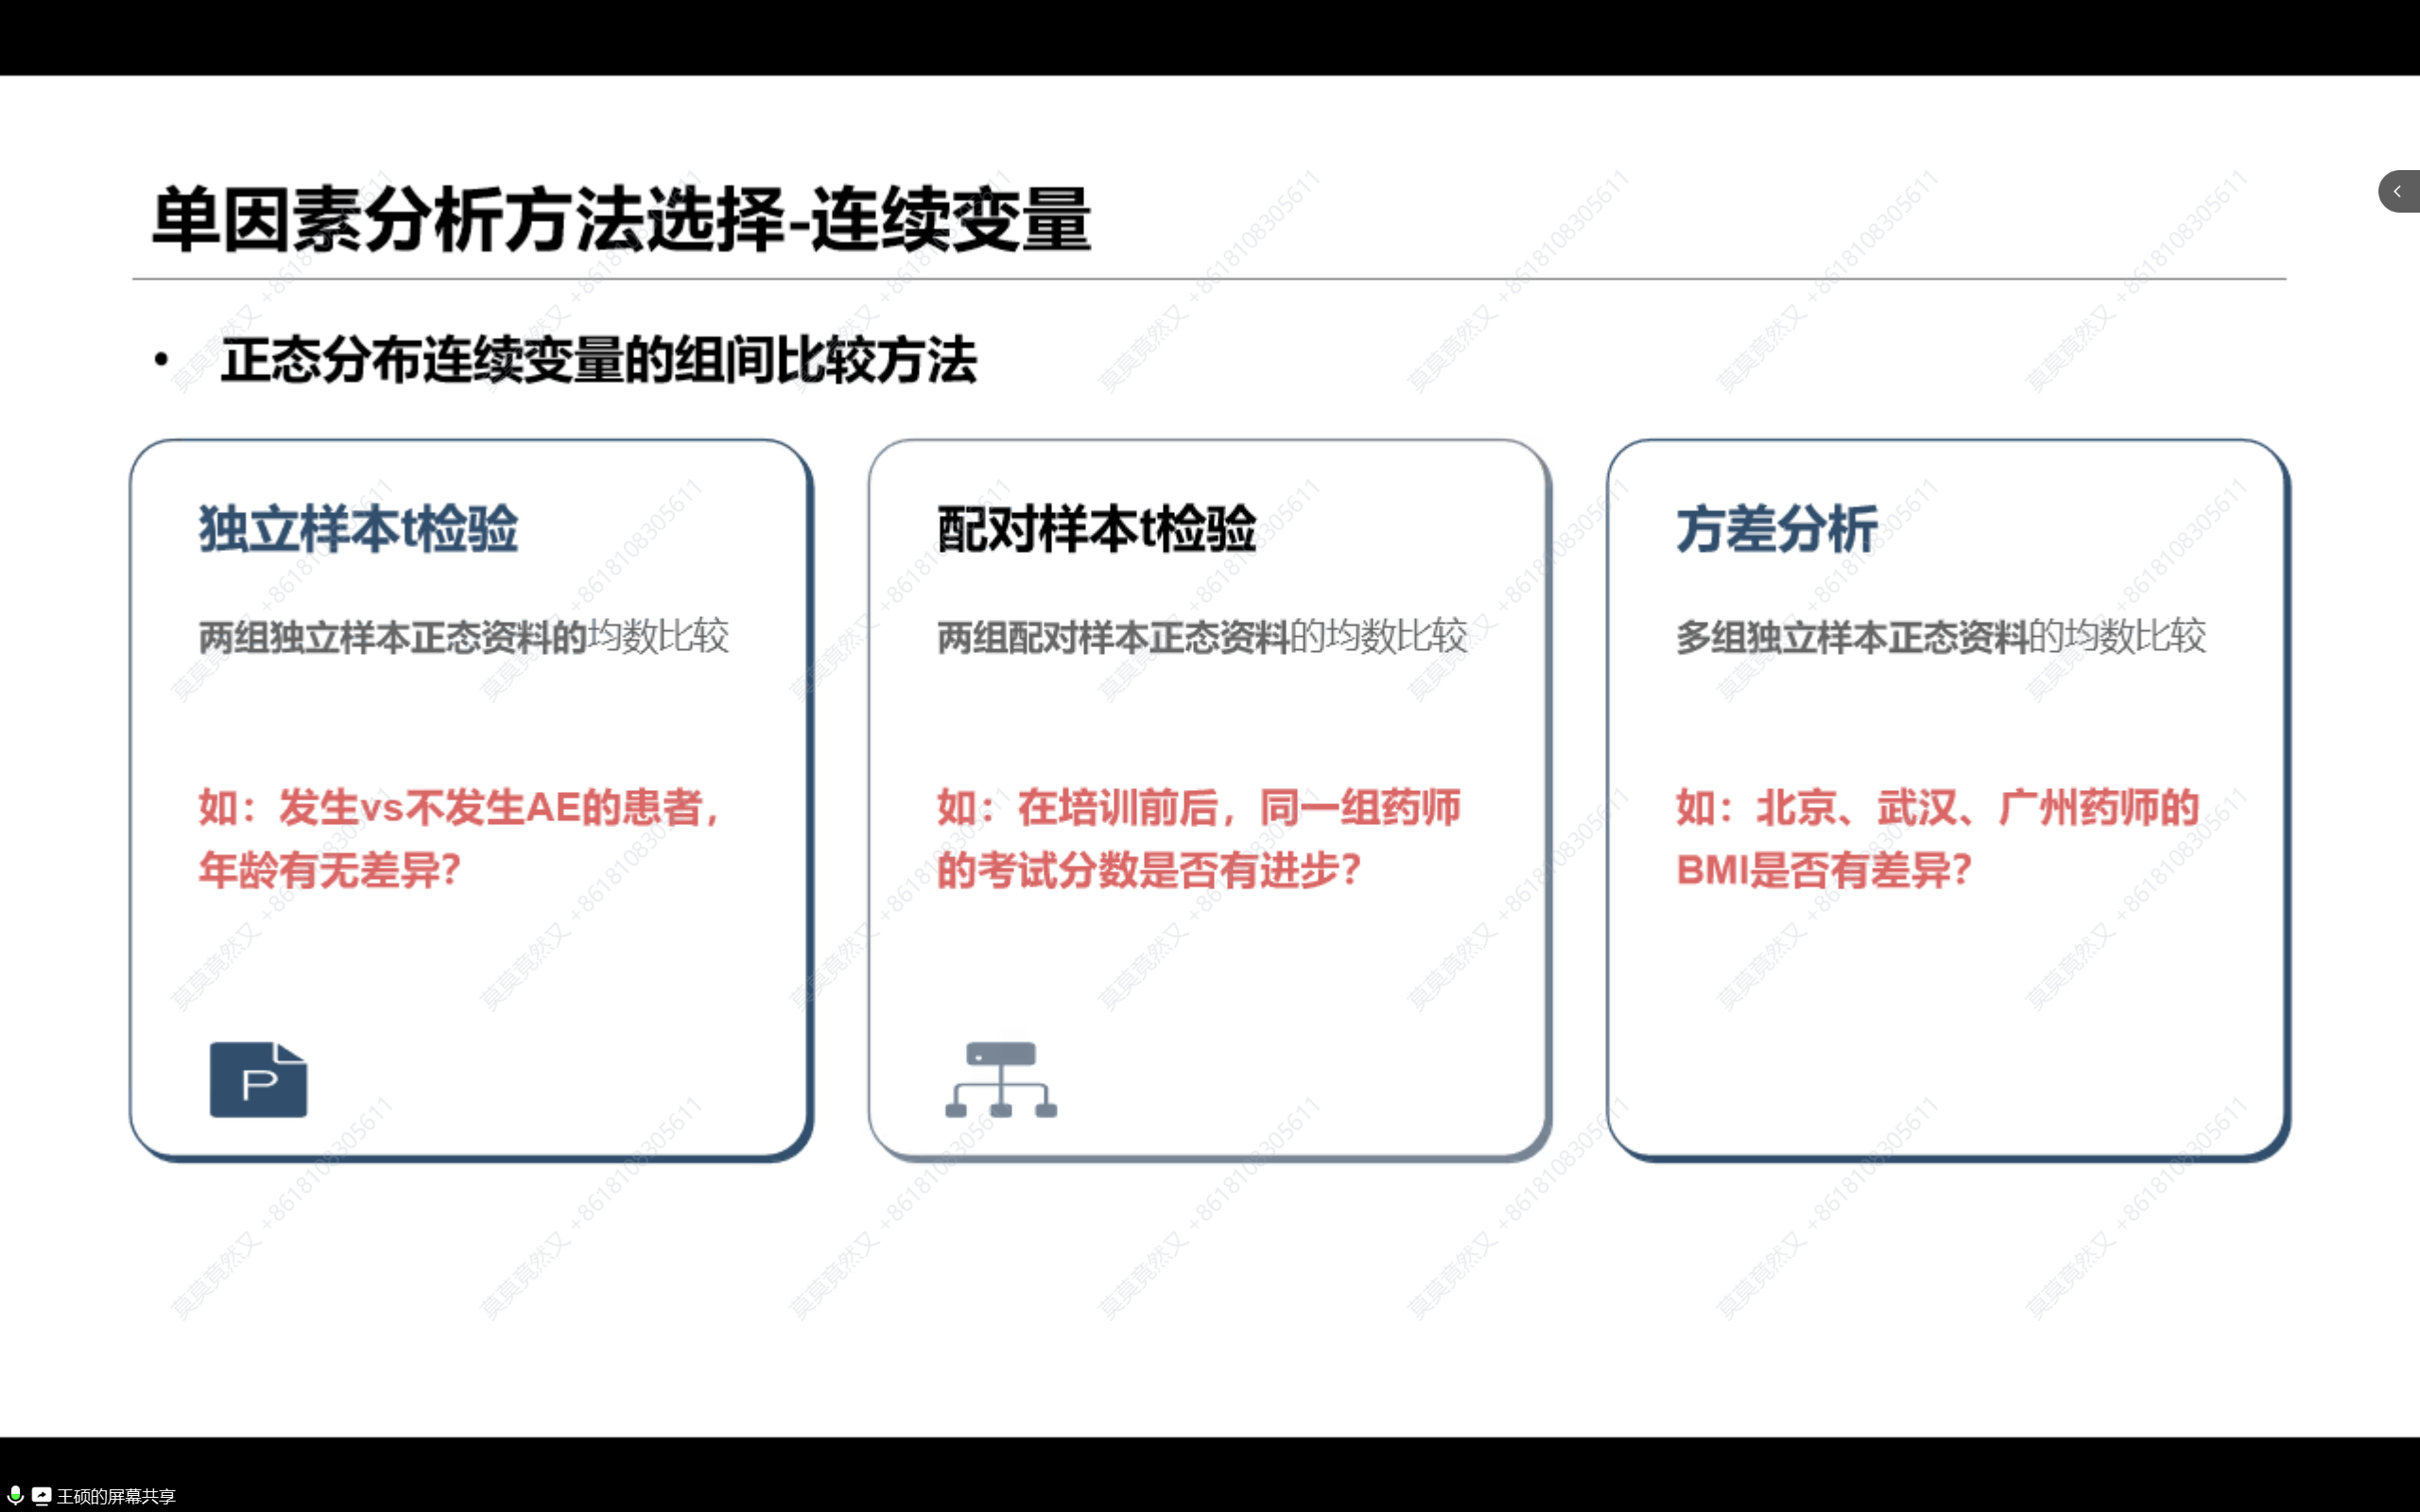 单因素分析方法选择-连续变量
• 正态分布连续变量的组间比较方法
独立样本t检验
两组独立样本正态资料的均数比较
如：发生vs不发生AE的患者，
年龄有无差异？
P
配对样本t检验
两组配对样本正态资料的均数比较
如：在培训前后，同一组药师
的考试分数是否有进步？
方差分析
多组独立样本正态资料的均数比较
如：北京、武汉、广州药师的
BMI是否有差异？
莫莫竟然又 +8618108305611
王硕的屏幕共享